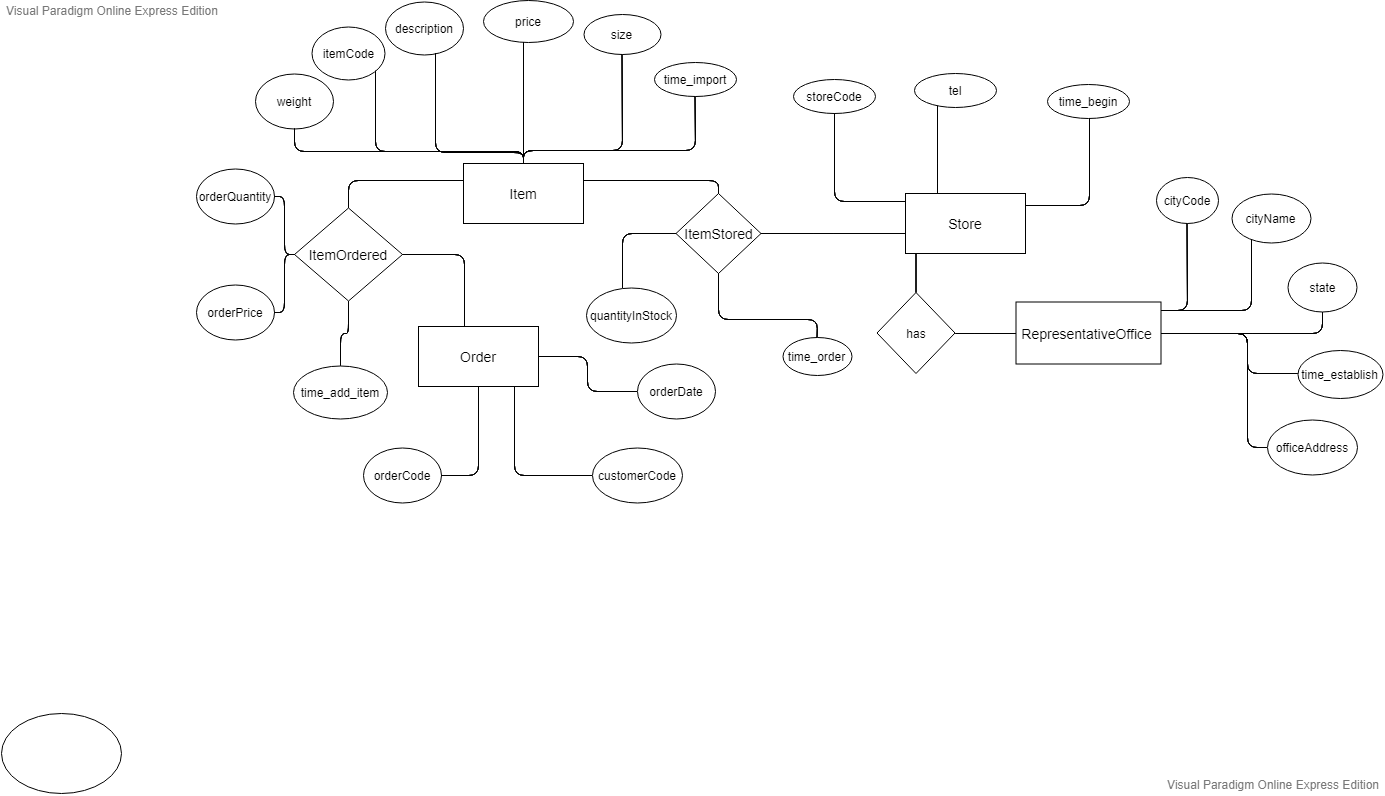 Visual Paradigm Online Express Edition
price
description
size
itemCode
time_import
weight
tel
storeCode
time_begin
Item
orderQuantity
cityCode
cityName
Store
ItemStored
ItemOrdered
state
orderPrice
quantityInStock
has
RepresentativeOffice
Order
time_order
time_establish
time_add_item
orderDate
officeAddress
orderCode
customerCode
Visual Paradigm Online Express Edition